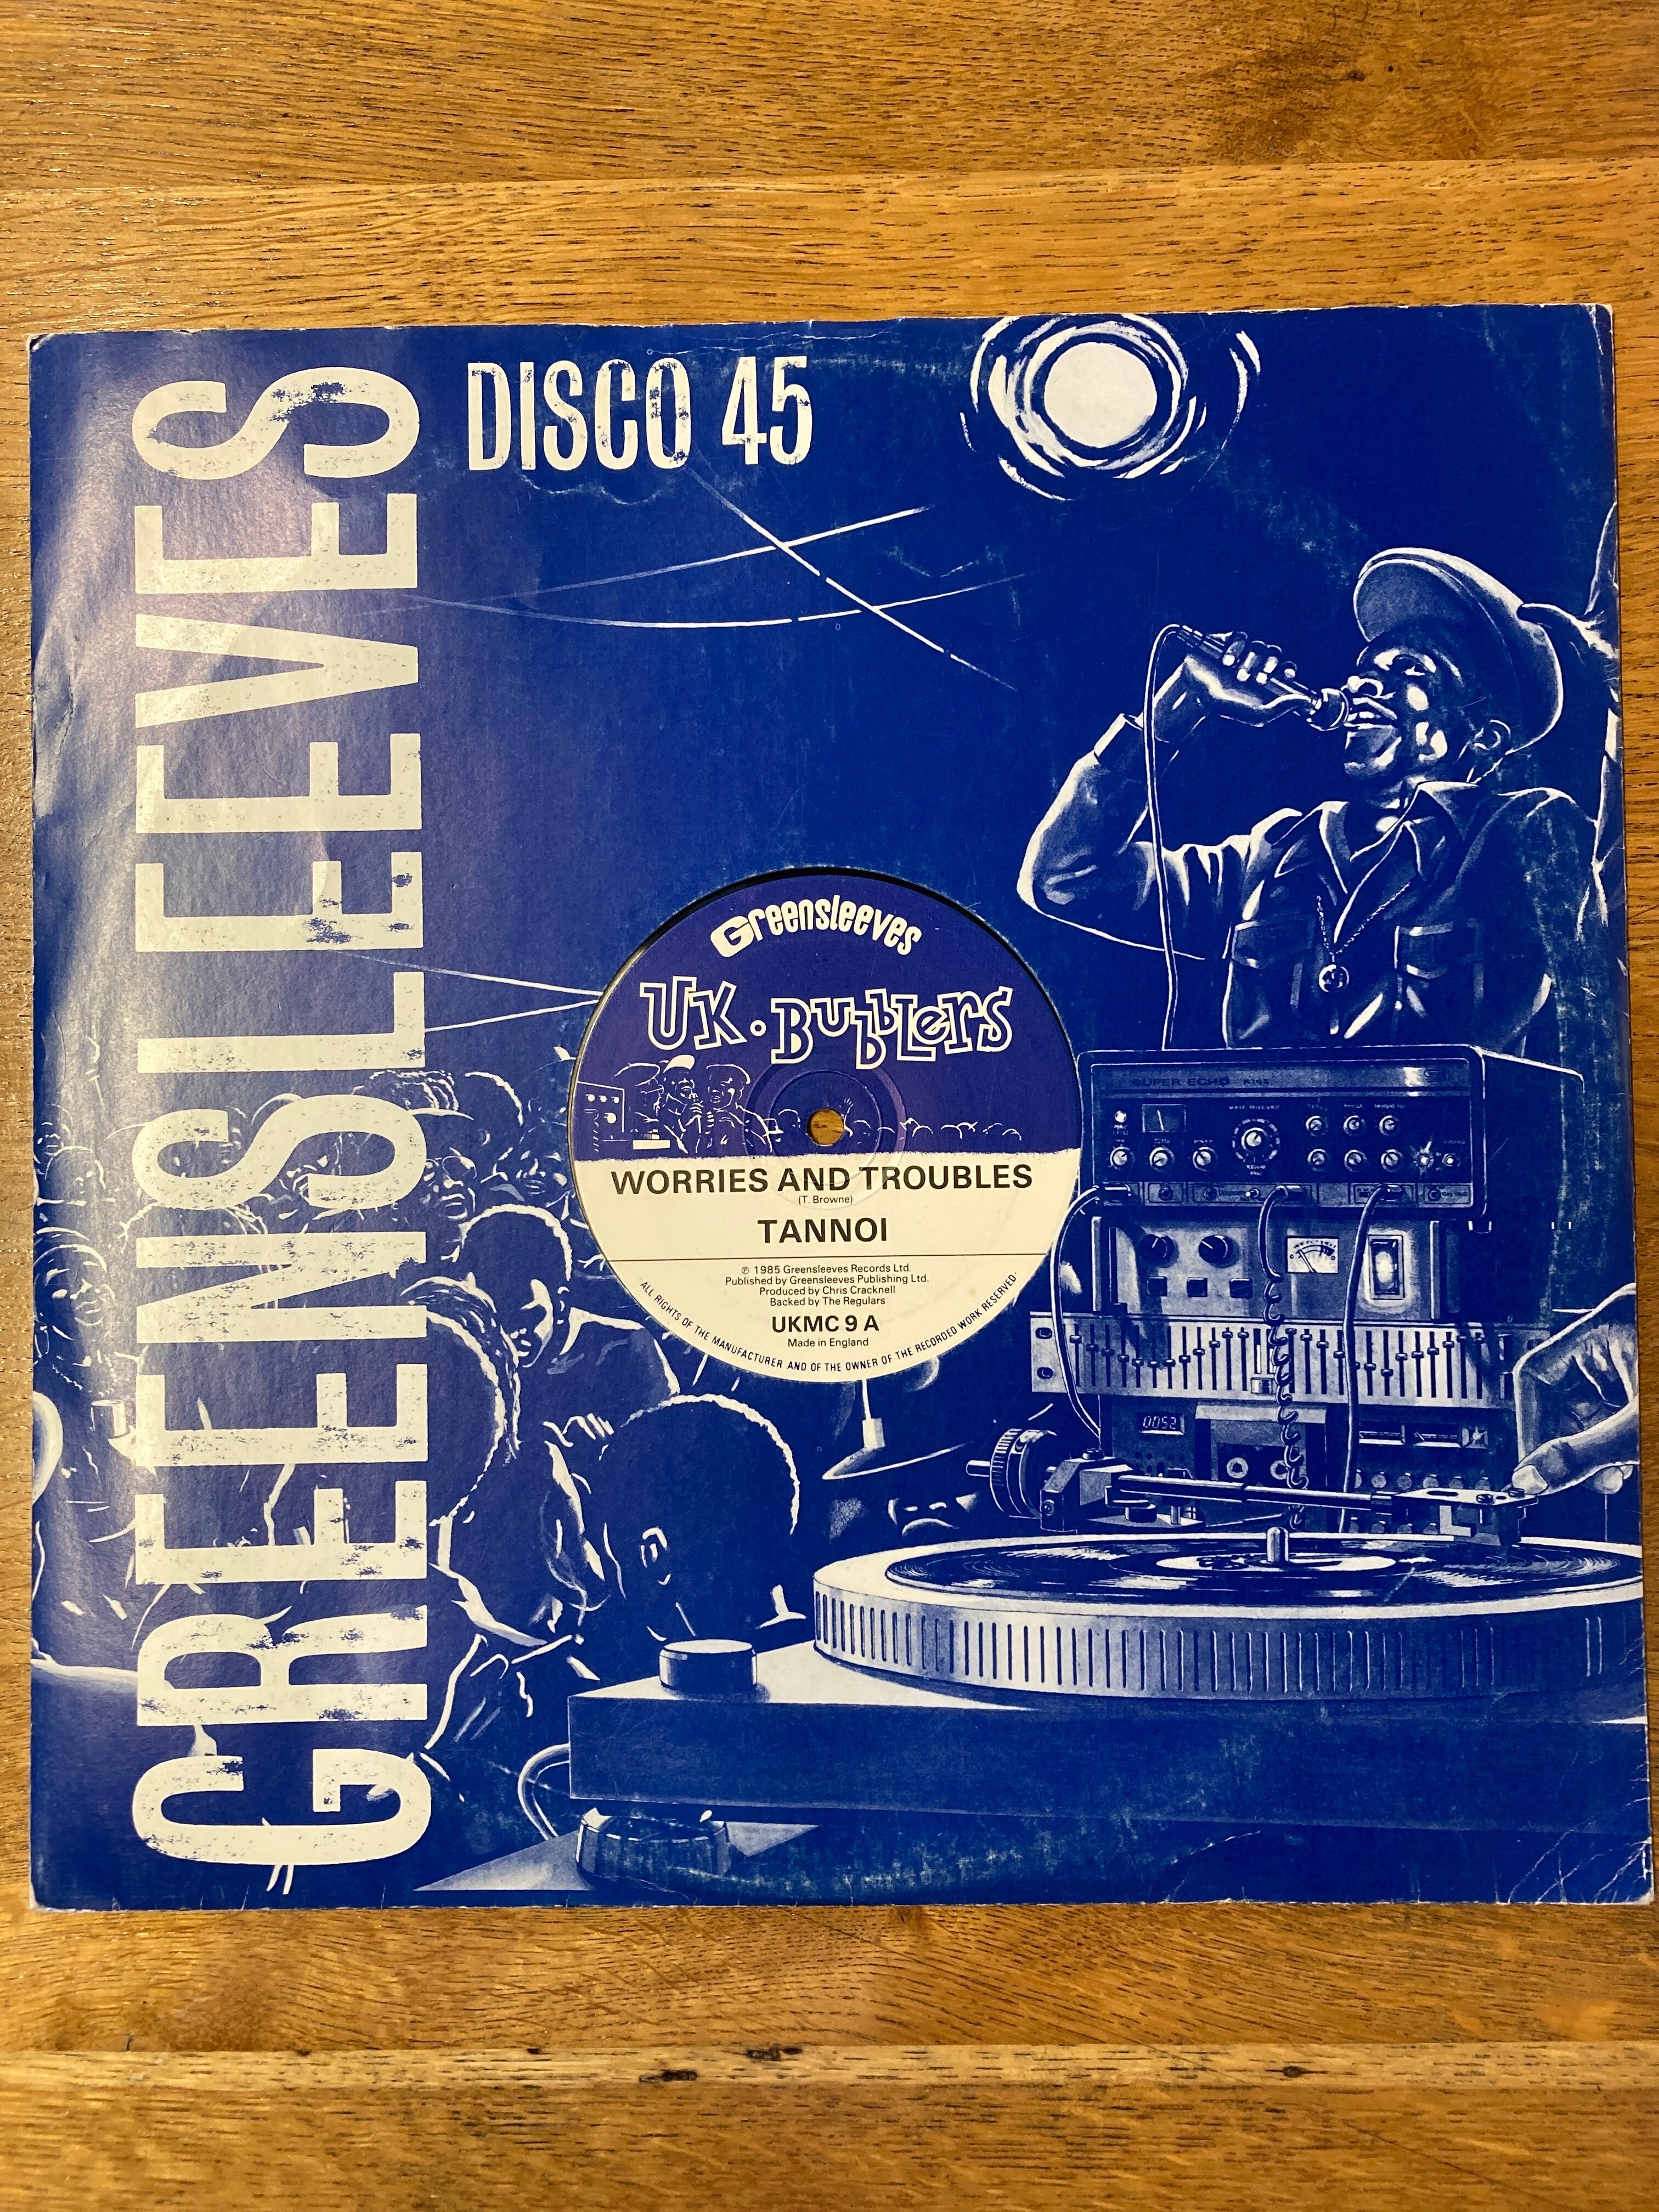 GREENSLEEVES
DISCO 45
Greensleeves
UK·BUBBLERS
WORRIES AND TROUBLES
(T. Browne)
TANNOI
℗ 1985 Greensleeves Records Ltd.
Published by Greensleeves Publishing Ltd.
Produced by Chris Cracknell
Backed by The Regulars
UKMC 9 A
Made in England
ALL RIGHTS OF THE MANUFACTURER AND OF THE OWNER OF THE RECORDED WORK RESERVED·
SUPER ECHO
0052